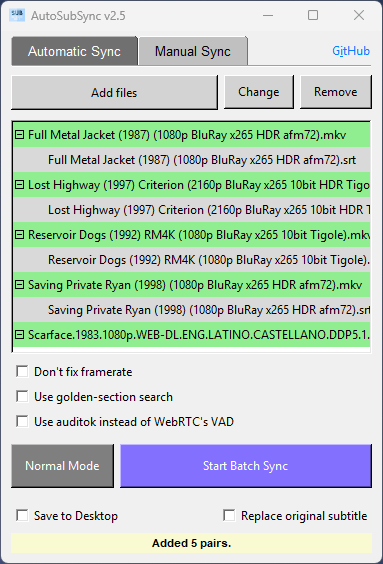 SUB
AutoSubSync v2.5
Automatic Sync
Manual Sync
GitHub
Add files
Change
Remove
Full Metal Jacket (1987) (1080p BluRay x265 HDR afm72).mkv
Full Metal Jacket (1987) (1080p BluRay x265 HDR afm72).srt
Lost Highway (1997) Criterion (2160p BluRay x265 10bit HDR Tigo
Lost Highway (1997) Criterion (2160p BluRay x265 10bit HDR T
Reservoir Dogs (1992) RM4K (1080p BluRay x265 10bit Tigole).mkv
Reservoir Dogs (1992) RM4K (1080p BluRay x265 10bit Tigole).
Saving Private Ryan (1998) (1080p BluRay x265 HDR afm72).mkv
Saving Private Ryan (1998) (1080p BluRay x265 HDR afm72).srt
Scarface.1983.1080p.WEB-DL.ENG.LATINO.CASTELLANO.DDP5.1.
Don't fix framerate
Use golden-section search
Use auditok instead of WebRTC's VAD
Normal Mode
Start Batch Sync
Save to Desktop
Replace original subtitle
Added 5 pairs.